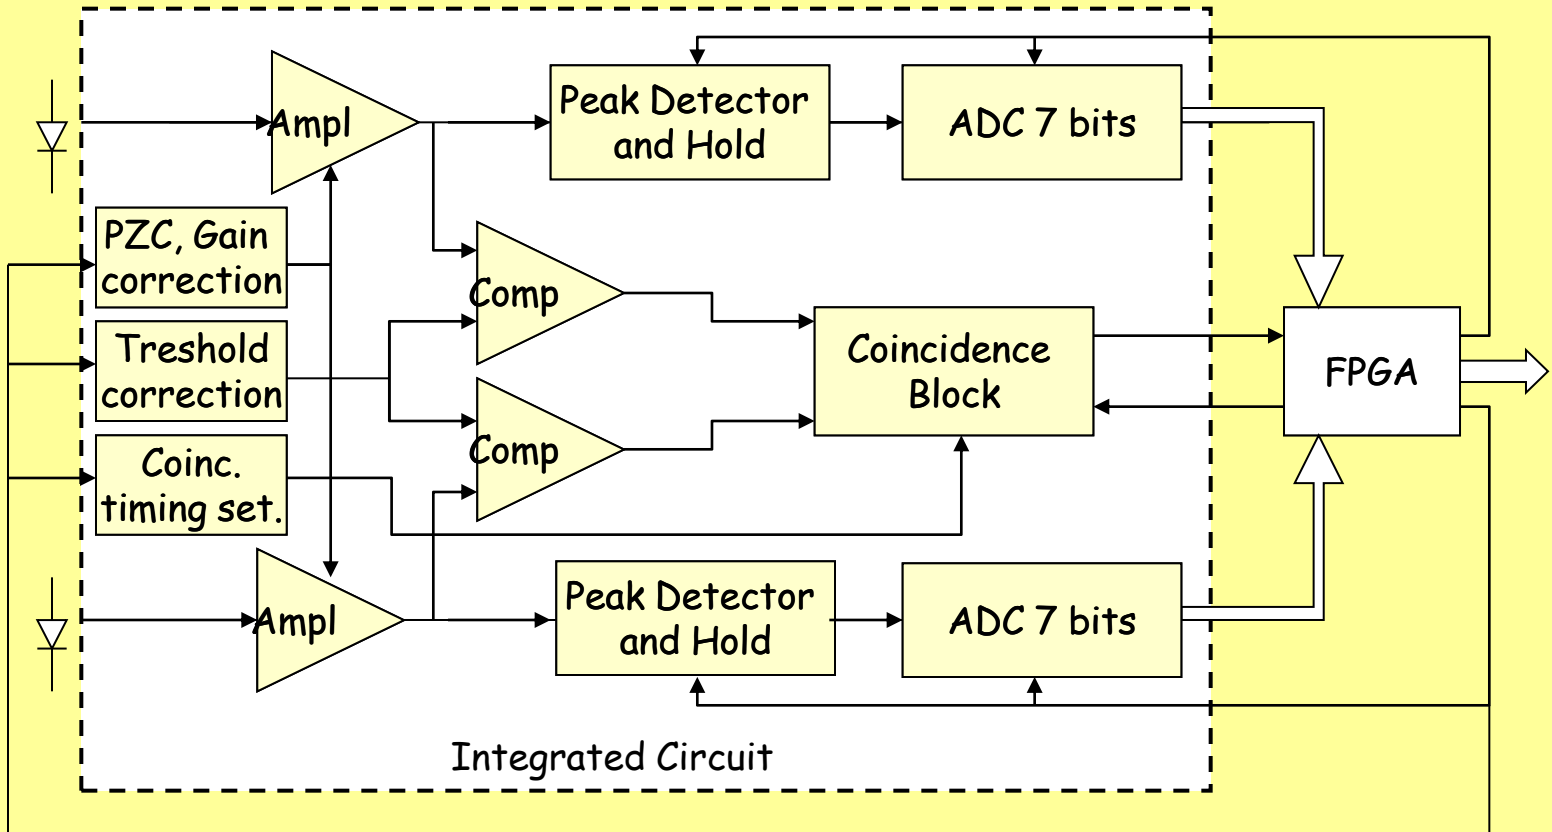 Ampl
Peak Detector
and Hold
ADC 7 bits
PZC, Gain
correction
Comp
Treshold
correction
Coincidence
Block
FPGA
Comp
Coinc.
timing set.
Ampl
Peak Detector
and Hold
ADC 7 bits
Integrated Circuit